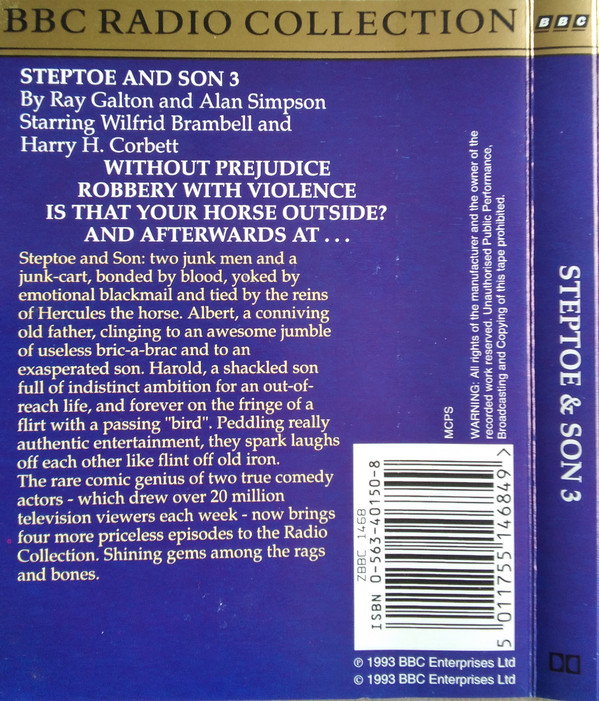 BBC RADIO COLLECTION
STEPTOE AND SON 3
By Ray Galton and Alan Simpson
Starring Wilfrid Brambell and
Harry H. Corbett
WITHOUT PREJUDICE
ROBBERY WITH VIOLENCE
IS THAT YOUR HORSE OUTSIDE?
AND AFTERWARDS AT . . .
Steptoe and Son: two junk men and a
junk-cart, bonded by blood, yoked by
emotional blackmail and tied by the reins
of Hercules the horse. Albert, a conniving
old father, clinging to an awesome jumble
of useless bric-a-brac and to an
exasperated son. Harold, a shackled son
full of indistinct ambition for an out-of-
reach life, and forever on the fringe of a
flirt with a passing "bird". Peddling really
authentic entertainment, they spark laughs
off each other like flint off old iron.
The rare comic genius of two true comedy
actors - which drew over 20 million
television viewers each week - now brings
four more priceless episodes to the Radio
Collection. Shining gems among the rags
and bones.
MCPS
WARNING: All rights of the manufacturer and the owner of the
recorded work reserved. Unauthorised Public Performance,
Broadcasting and Copying of this tape prohibited.
ZBBC 1468
ISBN 0-563-40150-8
5 011755 146849 >
℗ 1993 BBC Enterprises Ltd
© 1993 BBC Enterprises Ltd
BBC
STEPTOE & SON 3